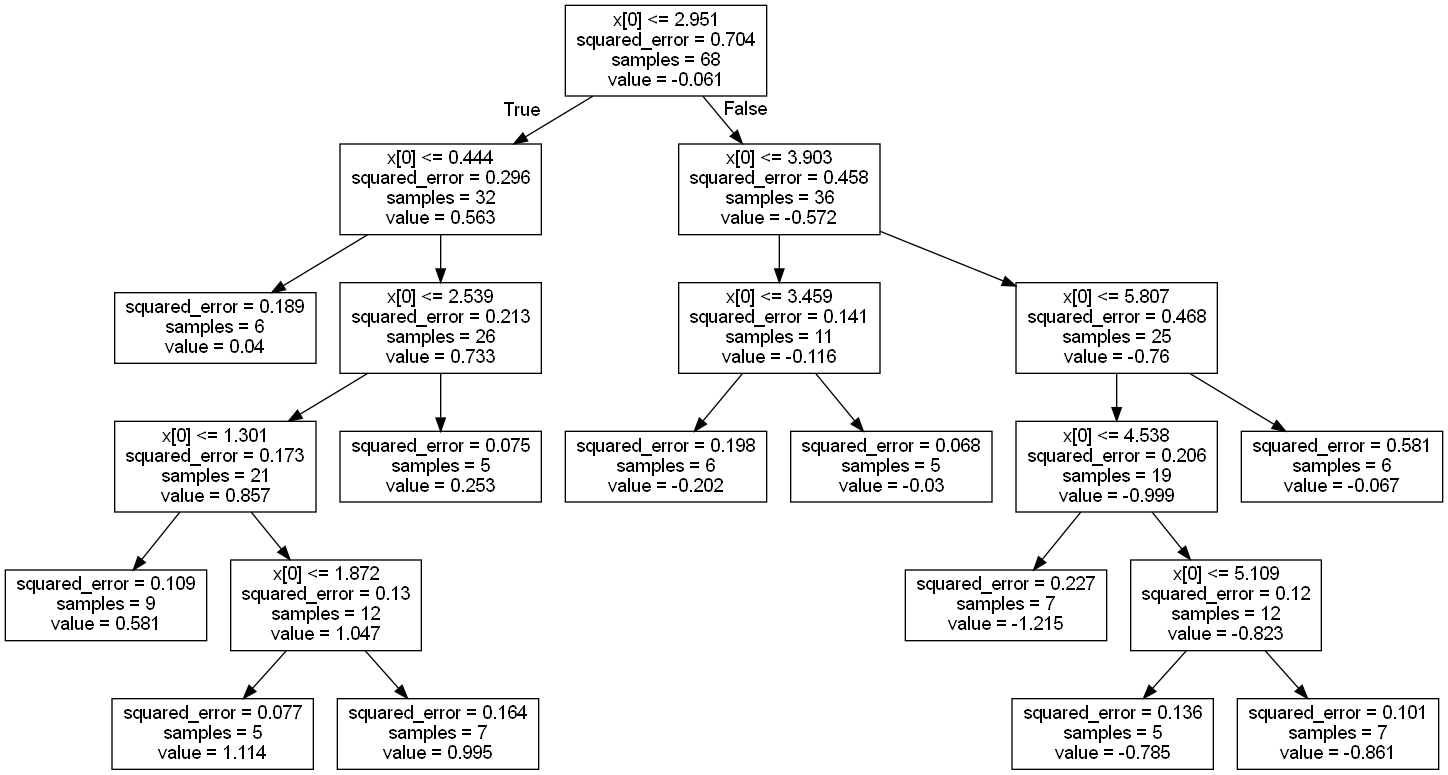 x[0] <= 2.951
squared_error = 0.704
samples = 68
value = -0.061
True
False
x[0] <= 0.444
squared_error = 0.296
samples = 32
value = 0.563
x[0] <= 3.903
squared_error = 0.458
samples = 36
value = -0.572
squared_error = 0.189
samples = 6
value = 0.04
x[0] <= 2.539
squared_error = 0.213
samples = 26
value = 0.733
x[0] <= 3.459
squared_error = 0.141
samples = 11
value = -0.116
x[0] <= 5.807
squared_error = 0.468
samples = 25
value = -0.76
x[0] <= 1.301
squared_error = 0.173
samples = 21
value = 0.857
squared_error = 0.075
samples = 5
value = 0.253
squared_error = 0.198
samples = 6
value = -0.202
squared_error = 0.068
samples = 5
value = -0.03
x[0] <= 4.538
squared_error = 0.206
samples = 19
value = -0.999
squared_error = 0.581
samples = 6
value = -0.067
squared_error = 0.109
samples = 9
value = 0.581
x[0] <= 1.872
squared_error = 0.13
samples = 12
value = 1.047
squared_error = 0.227
samples = 7
value = -1.215
x[0] <= 5.109
squared_error = 0.12
samples = 12
value = -0.823
squared_error = 0.077
samples = 5
value = 1.114
squared_error = 0.164
samples = 7
value = 0.995
squared_error = 0.136
samples = 5
value = -0.785
squared_error = 0.101
samples = 7
value = -0.861